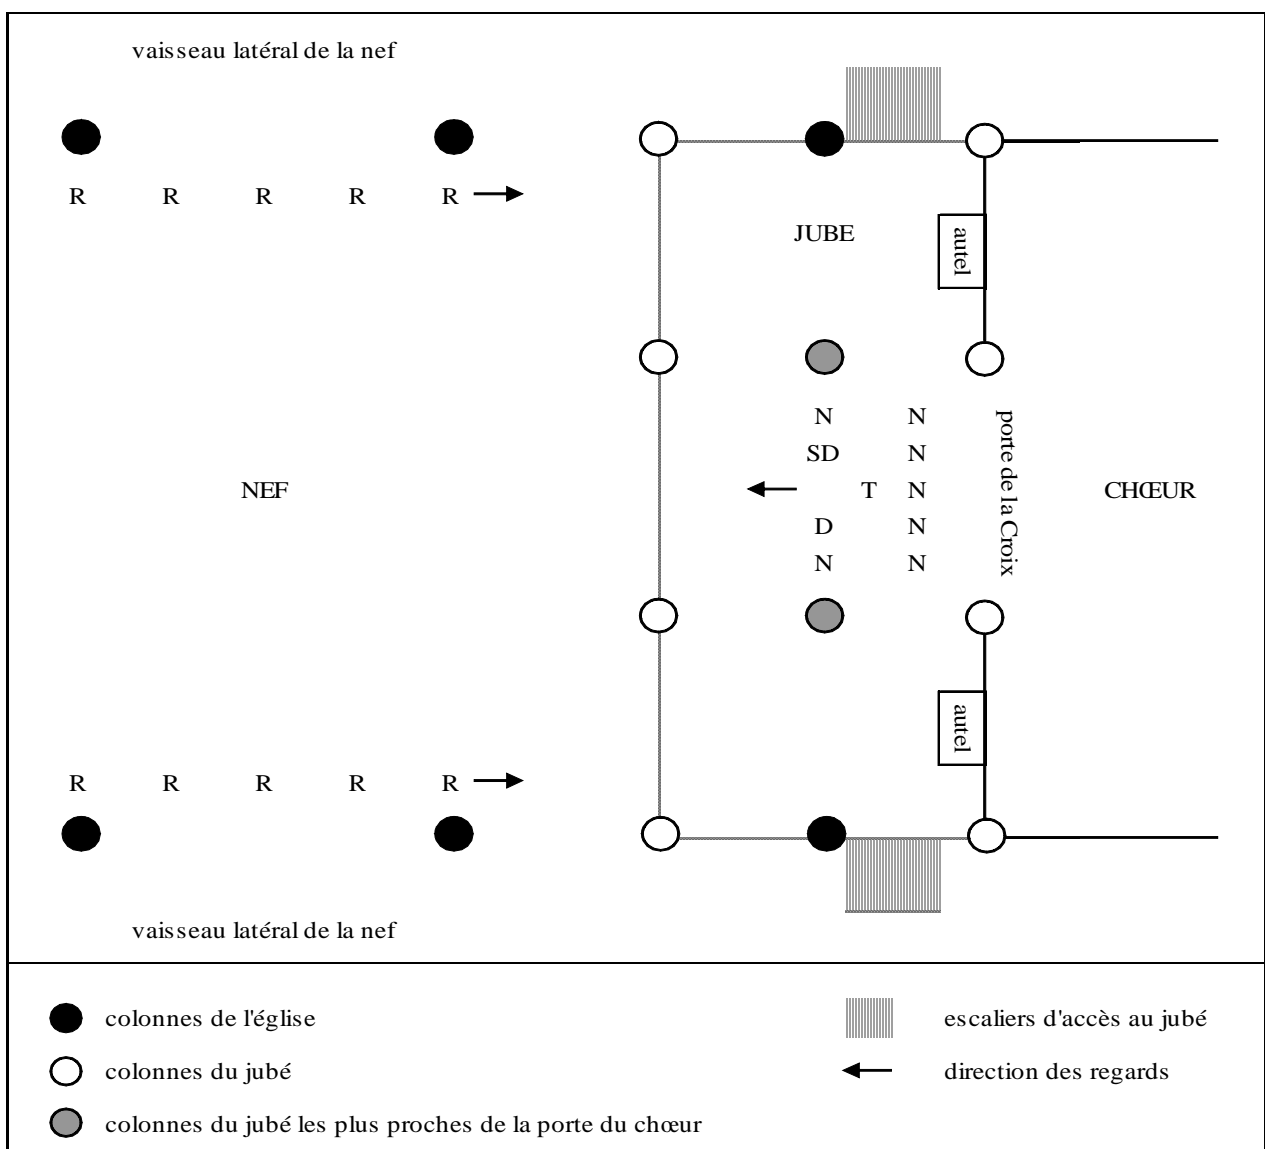 vaisseau latéral de la nef
R R R R R
JUBE
autel
N N
SD N
NEF T N CHŒUR
D N
N N
porte de la Croix
autel
R R R R R
vaisseau latéral de la nef
colonnes de l'église
escaliers d'accès au jubé
colonnes du jubé
direction des regards
colonnes du jubé les plus proches de la porte du chœur